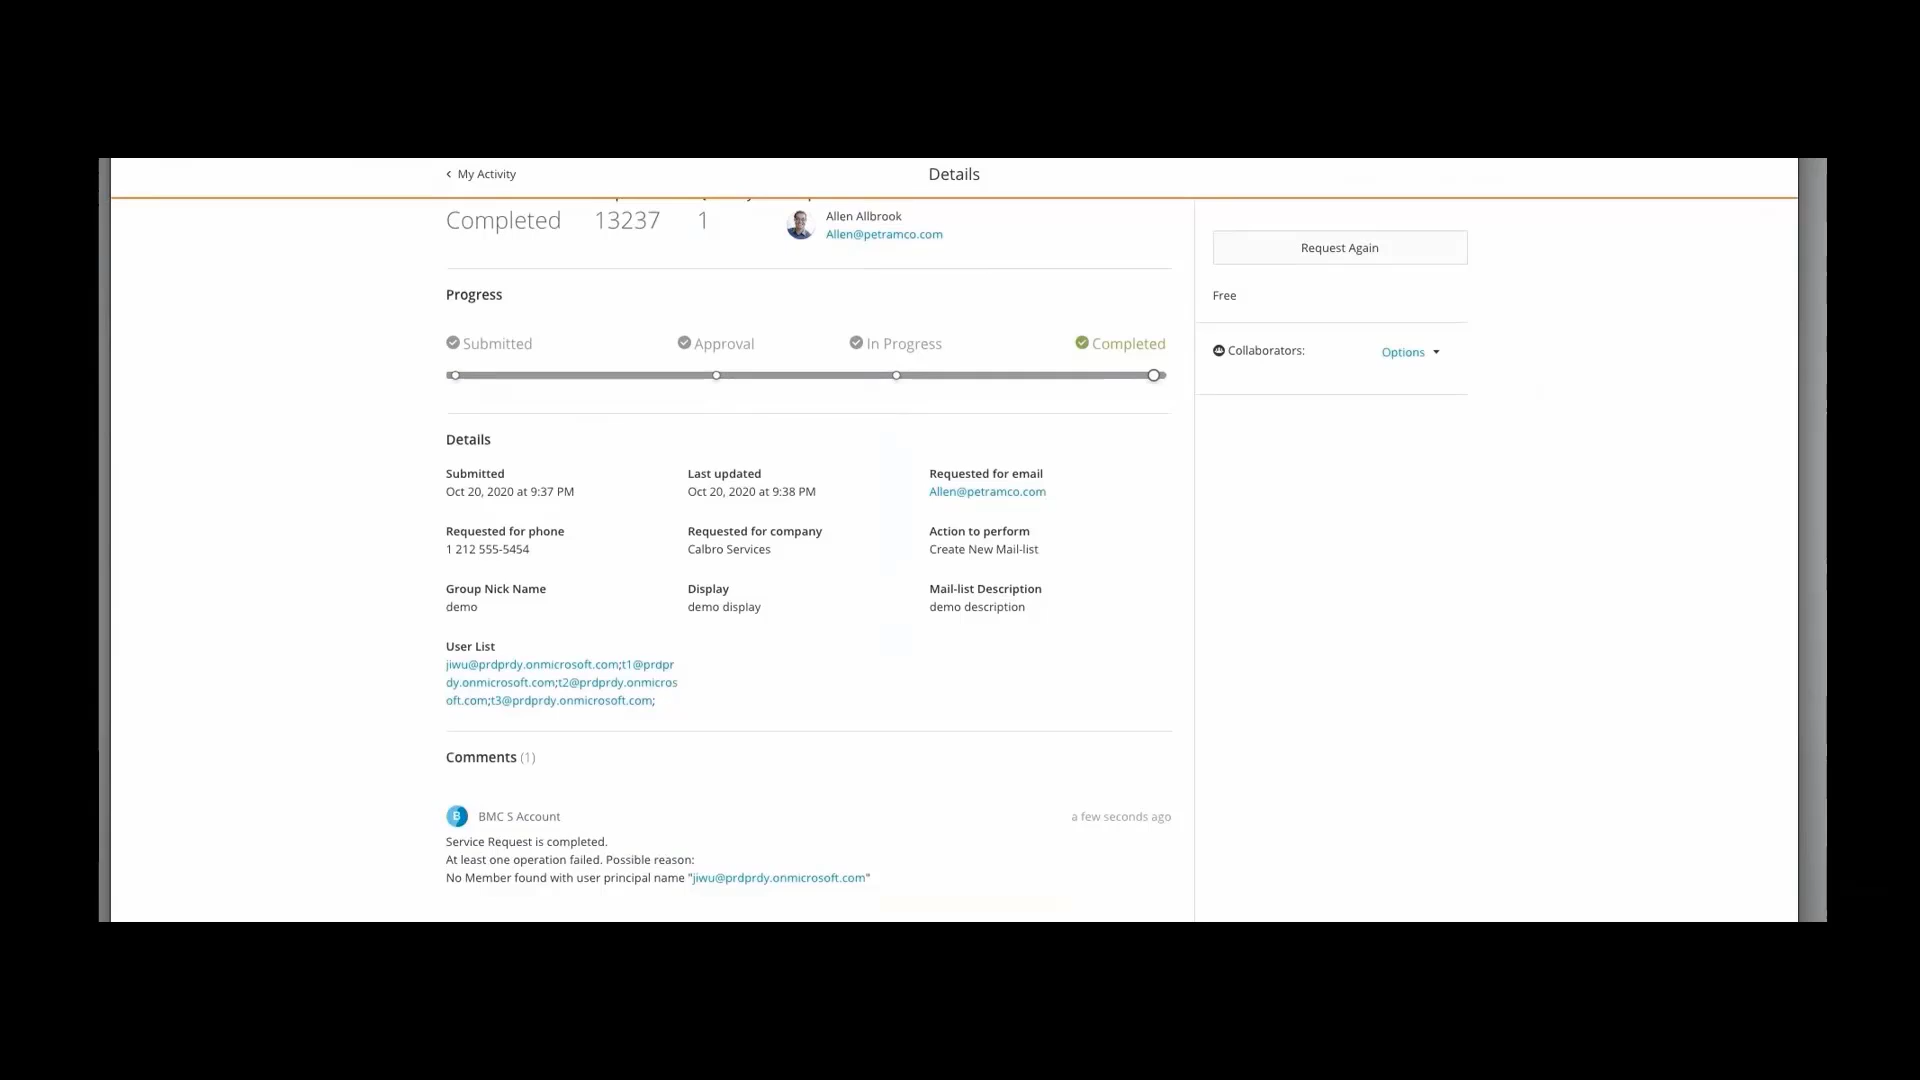 My Activity
Details
Completed 13237 1
Allen Allbrook
Allen@petramco.com
Request Again
Free
Collaborators:
Options
Progress
Submitted Approval In Progress Completed
Details
Submitted Last updated Requested for email
Oct 20, 2020 at 9:37 PM Oct 20, 2020 at 9:38 PM Allen@petramco.com
Requested for phone Requested for company Action to perform
1 212 555-5454 Calbro Services Create New Mail-list
Group Nick Name Display Mail-list Description
demo demo display demo description
User List
jiwu@prdprdy.onmicrosoft.com;t1@prdpr
dy.onmicrosoft.com;t2@prdprdy.onmicros
oft.com;t3@prdprdy.onmicrosoft.com;
Comments (1)
B BMC S Account a few seconds ago
Service Request is completed.
At least one operation failed. Possible reason:
No Member found with user principal name "jiwu@prdprdy.onmicrosoft.com"